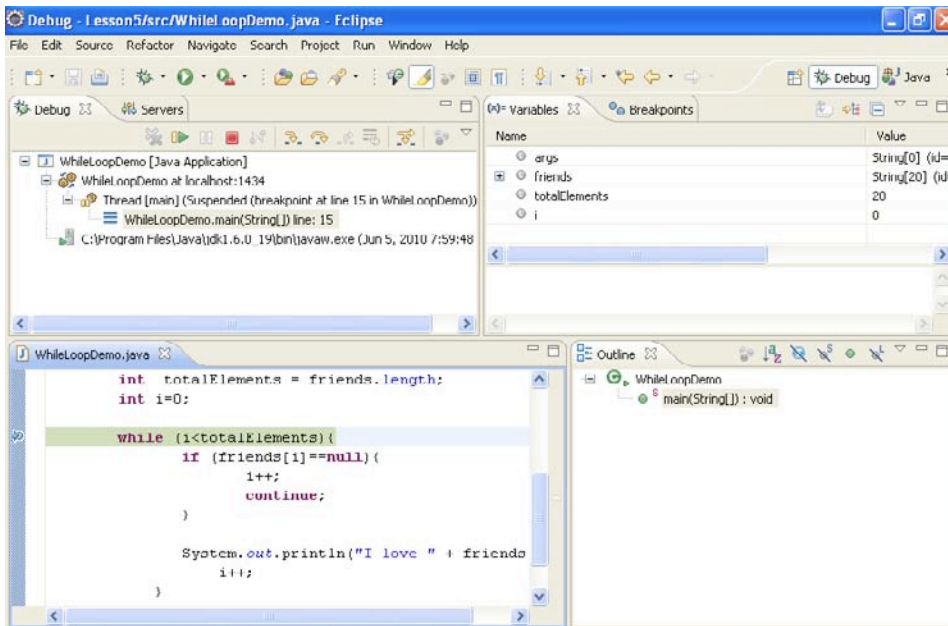 Debug - Lesson5/src/WhileLoopDemo.java - Eclipse
File Edit Source Refactor Navigate Search Project Run Window Help
Debug Java
Debug Servers
WhileLoopDemo [Java Application]
WhileLoopDemo at localhost:1434
Thread [main] (Suspended (breakpoint at line 15 in WhileLoopDemo))
WhileLoopDemo.main(String[]) line: 15
C:\Program Files\Java\jdk1.6.0_19\bin\javaw.exe (Jun 5, 2010 7:59:48
(x)= Variables Breakpoints
Name Value
args String[0] (id=
friends String[20] (id
totalElements 20
i 0
WhileLoopDemo.java
int totalElements = friends.length;
int i=0;
while (i<totalElements){
if (friends[i]==null){
i++;
continue;
}
System.out.println("I love " + friends
i++;
}
Outline
WhileLoopDemo
main(String[]) : void